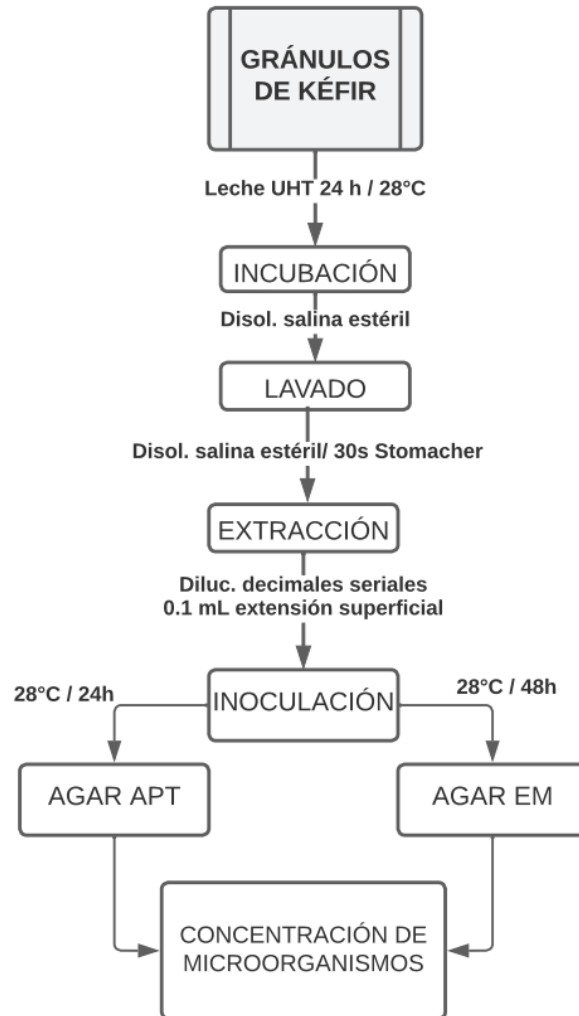 GRÁNULOS
DE KÉFIR
Leche UHT 24 h / 28°C
INCUBACIÓN
Disol. salina estéril
LAVADO
Disol. salina estéril/ 30s Stomacher
EXTRACCIÓN
Diluc. decimales seriales
0.1 mL extensión superficial
INOCULACIÓN
28°C / 24h
28°C / 48h
AGAR APT
AGAR EM
CONCENTRACIÓN DE
MICROORGANISMOS